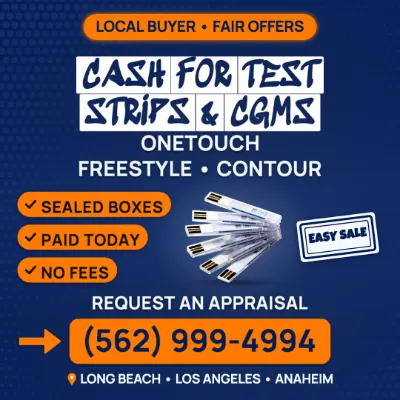 LOCAL BUYER • FAIR OFFERS
CASH FOR TEST
STRIPS & CGMS
ONETOUCH
FREESTYLE • CONTOUR
✓ SEALED BOXES
✓ PAID TODAY
✓ NO FEES
EASY SALE
REQUEST AN APPRAISAL
(562) 999-4994
LONG BEACH • LOS ANGELES • ANAHEIM